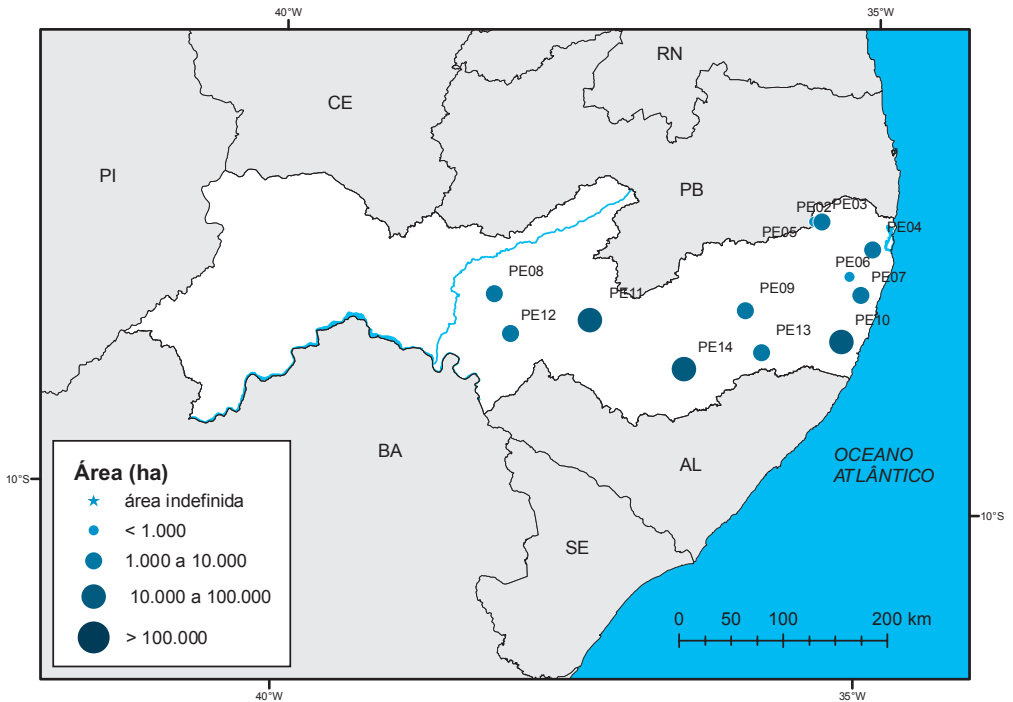 40°W
35°W
RN
CE
PI
PB
PE02
PE03
PE05
PE04
PE06
PE08
PE07
PE11
PE09
PE12
PE10
PE13
PE14
BA
AL
OCEANO
ATLÂNTICO
10°S
10°S
SE
Área (ha)
área indefinida
< 1.000
1.000 a 10.000
10.000 a 100.000
> 100.000
0 50 100 200 km
40°W
35°W